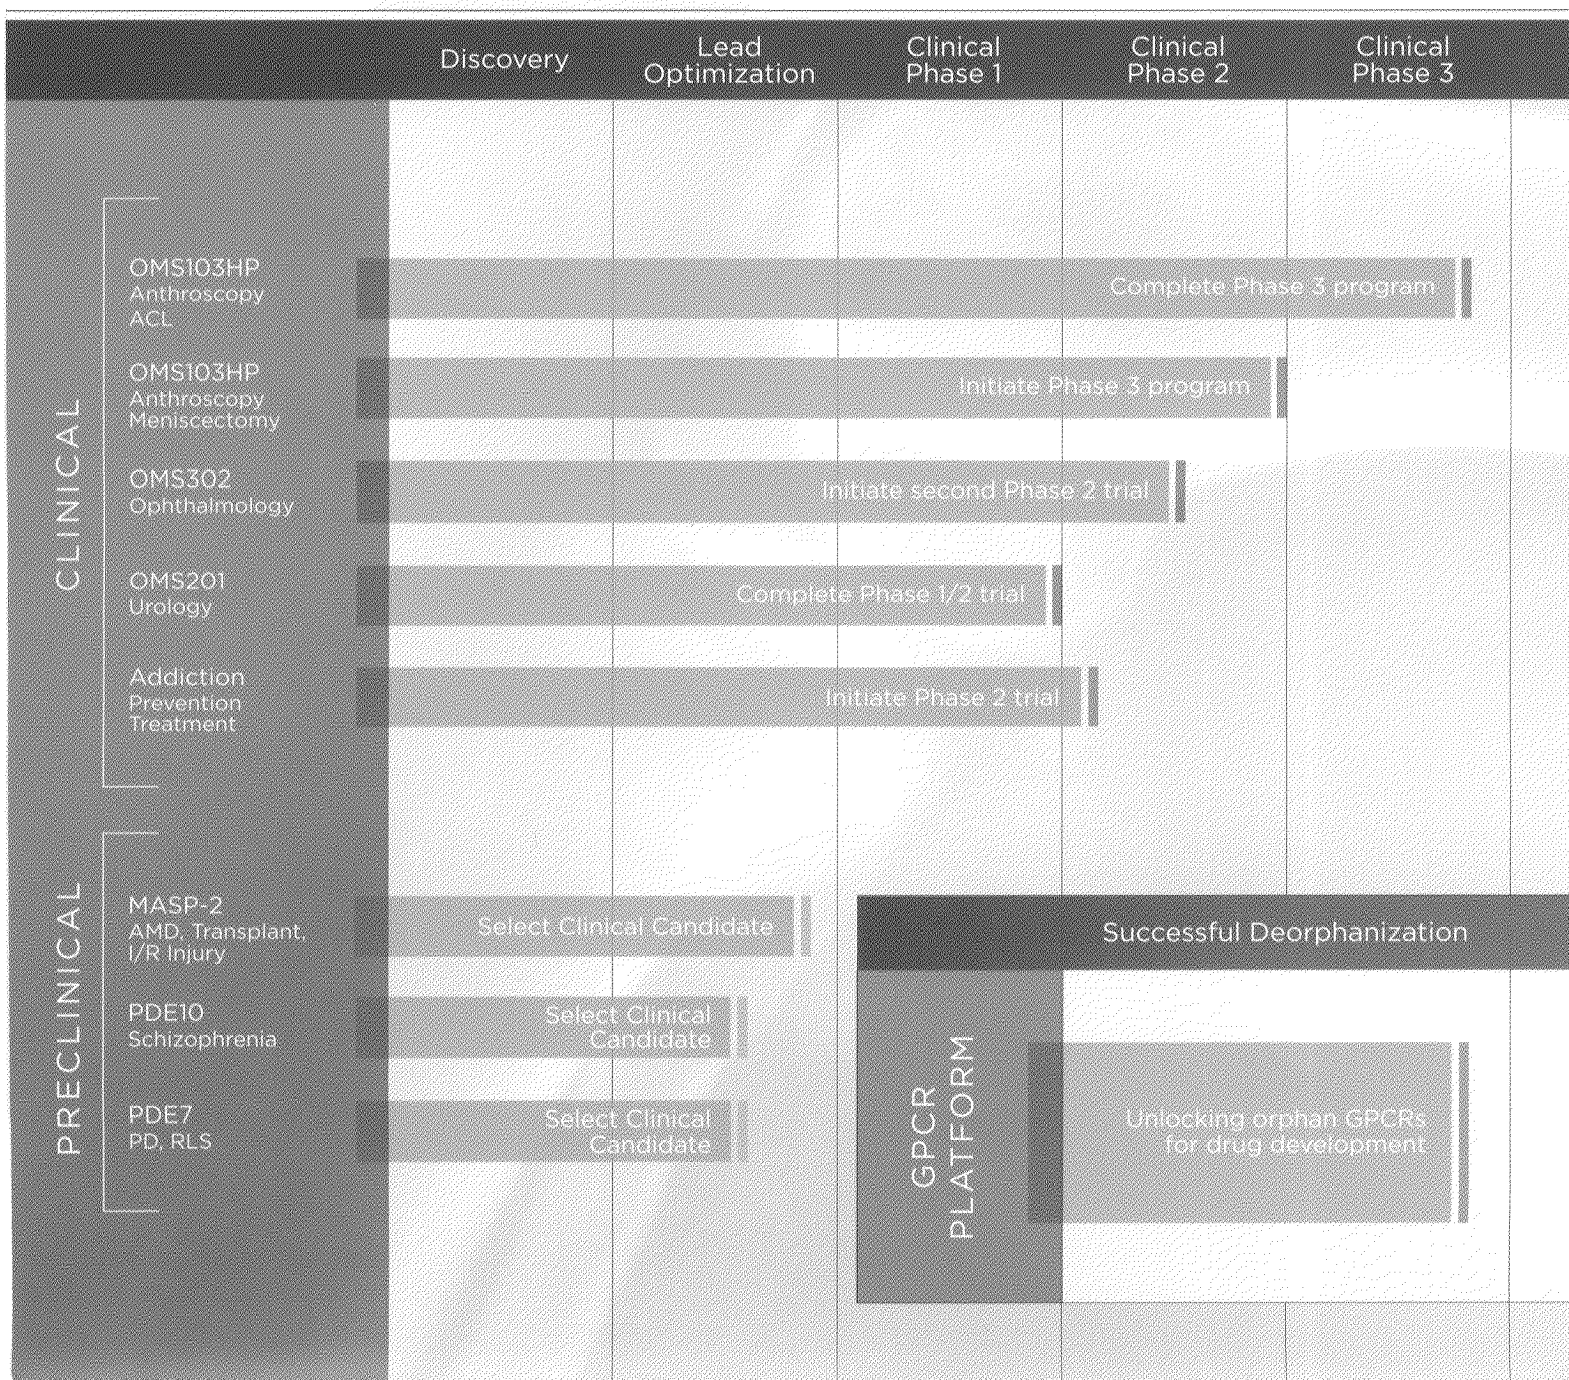 Discovery
Lead
Optimization
Clinical
Phase 1
Clinical
Phase 2
Clinical
Phase 3
CLINICAL
OMS103HP
Anthroscopy
ACL
Complete Phase 3 program
OMS103HP
Anthroscopy
Meniscectomy
Initiate Phase 3 program
OMS302
Ophthalmology
Initiate second Phase 2 trial
OMS201
Urology
Complete Phase 1/2 trial
Addiction
Prevention
Treatment
Initiate Phase 2 trial
PRECLINICAL
MASP-2
AMD, Transplant,
I/R Injury
Select Clinical Candidate
PDE10
Schizophrenia
Select Clinical
Candidate
PDE7
PD, RLS
Select Clinical
Candidate
Successful Deorphanization
GPCR
PLATFORM
Unlocking orphan GPCRs
for drug development